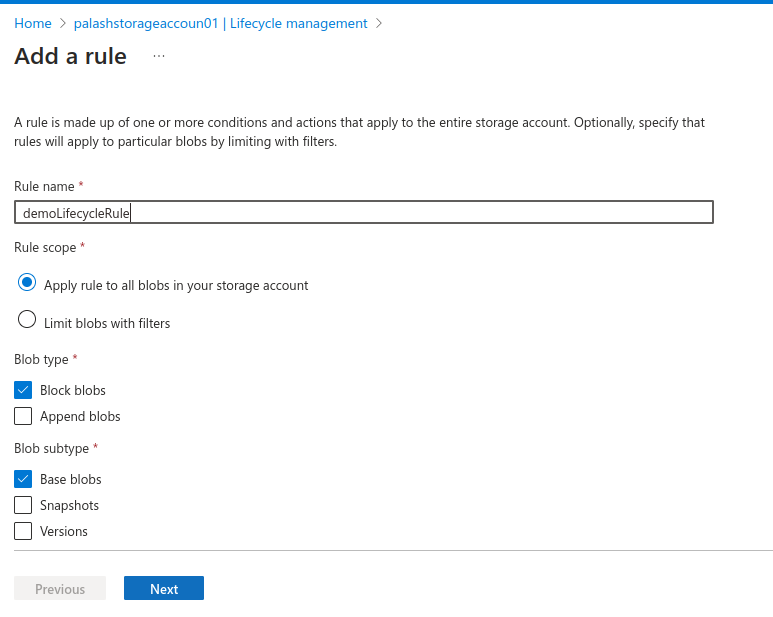 Home > palashstorageaccoun01 | Lifecycle management >
Add a rule ...
A rule is made up of one or more conditions and actions that apply to the entire storage account. Optionally, specify that
rules will apply to particular blobs by limiting with filters.
Rule name *
demoLifecycleRule
Rule scope *
Apply rule to all blobs in your storage account
Limit blobs with filters
Blob type *
Block blobs
Append blobs
Blob subtype *
Base blobs
Snapshots
Versions
Previous Next